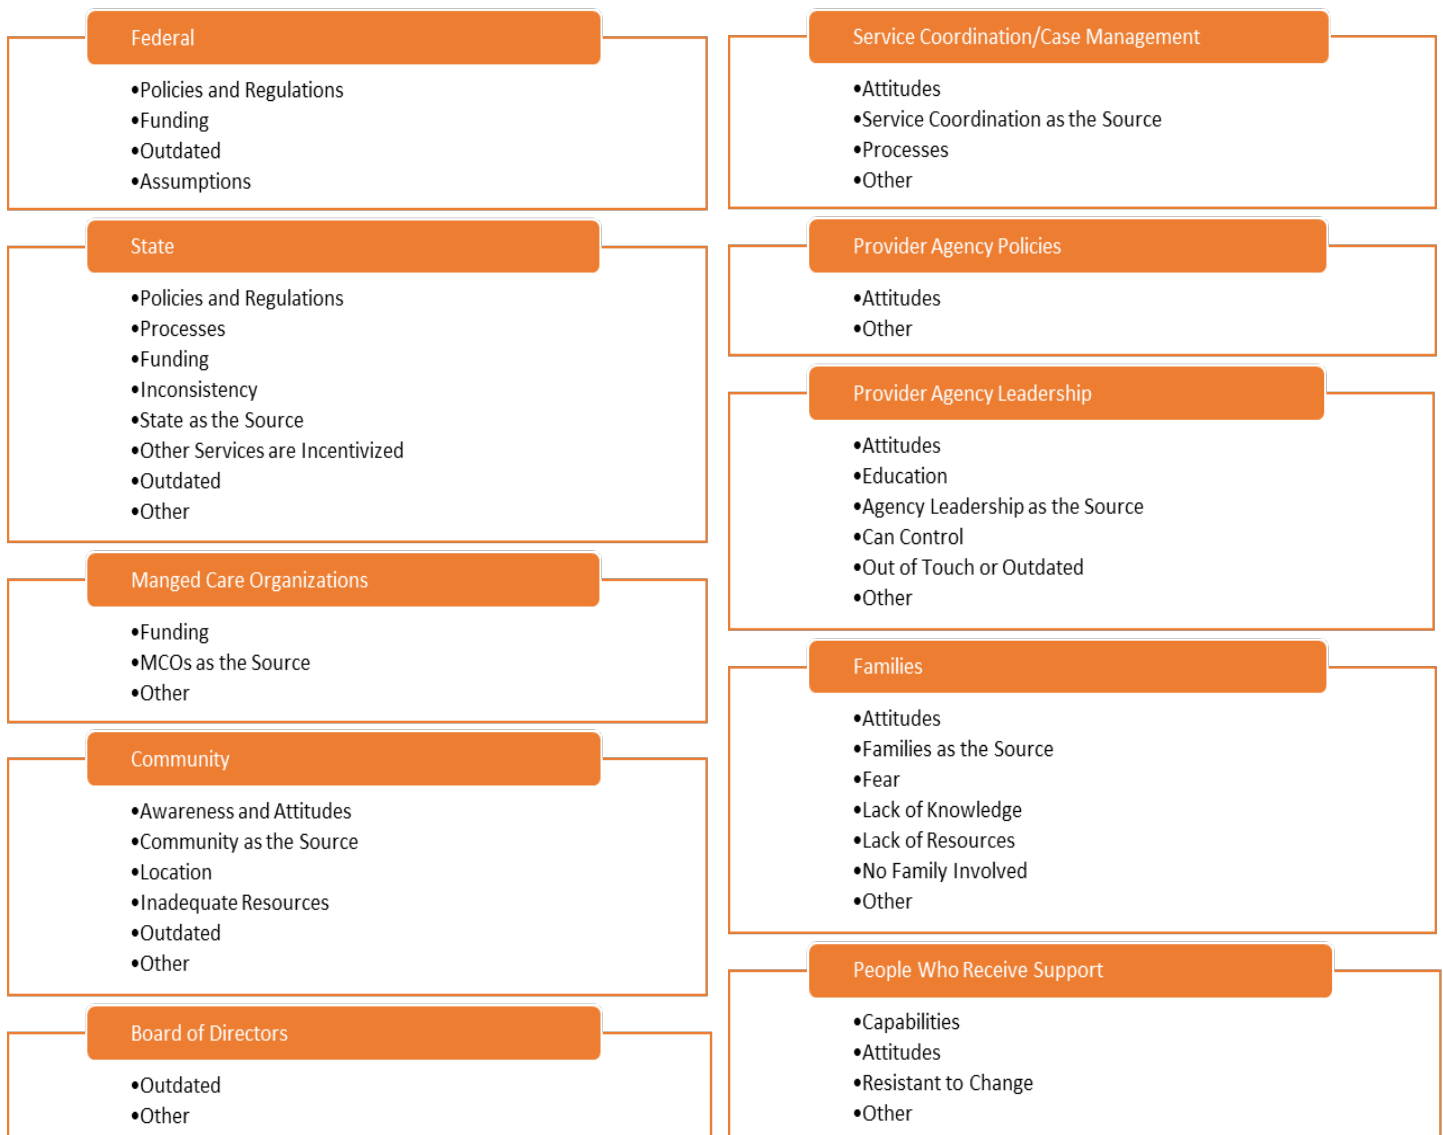 Federal
•Policies and Regulations
•Funding
•Outdated
•Assumptions
State
•Policies and Regulations
•Processes
•Funding
•Inconsistency
•State as the Source
•Other Services are Incentivized
•Outdated
•Other
Manged Care Organizations
•Funding
•MCOs as the Source
•Other
Community
•Awareness and Attitudes
•Community as the Source
•Location
•Inadequate Resources
•Outdated
•Other
Board of Directors
•Outdated
•Other
Service Coordination/Case Management
•Attitudes
•Service Coordination as the Source
•Processes
•Other
Provider Agency Policies
•Attitudes
•Other
Provider Agency Leadership
•Attitudes
•Education
•Agency Leadership as the Source
•Can Control
•Out of Touch or Outdated
•Other
Families
•Attitudes
•Families as the Source
•Fear
•Lack of Knowledge
•Lack of Resources
•No Family Involved
•Other
People Who Receive Support
•Capabilities
•Attitudes
•Resistant to Change
•Other